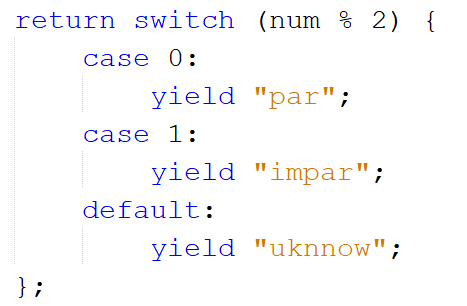 return switch (num % 2) {
    case 0:
        yield "par";
    case 1:
        yield "impar";
    default:
        yield "uknnow";
};